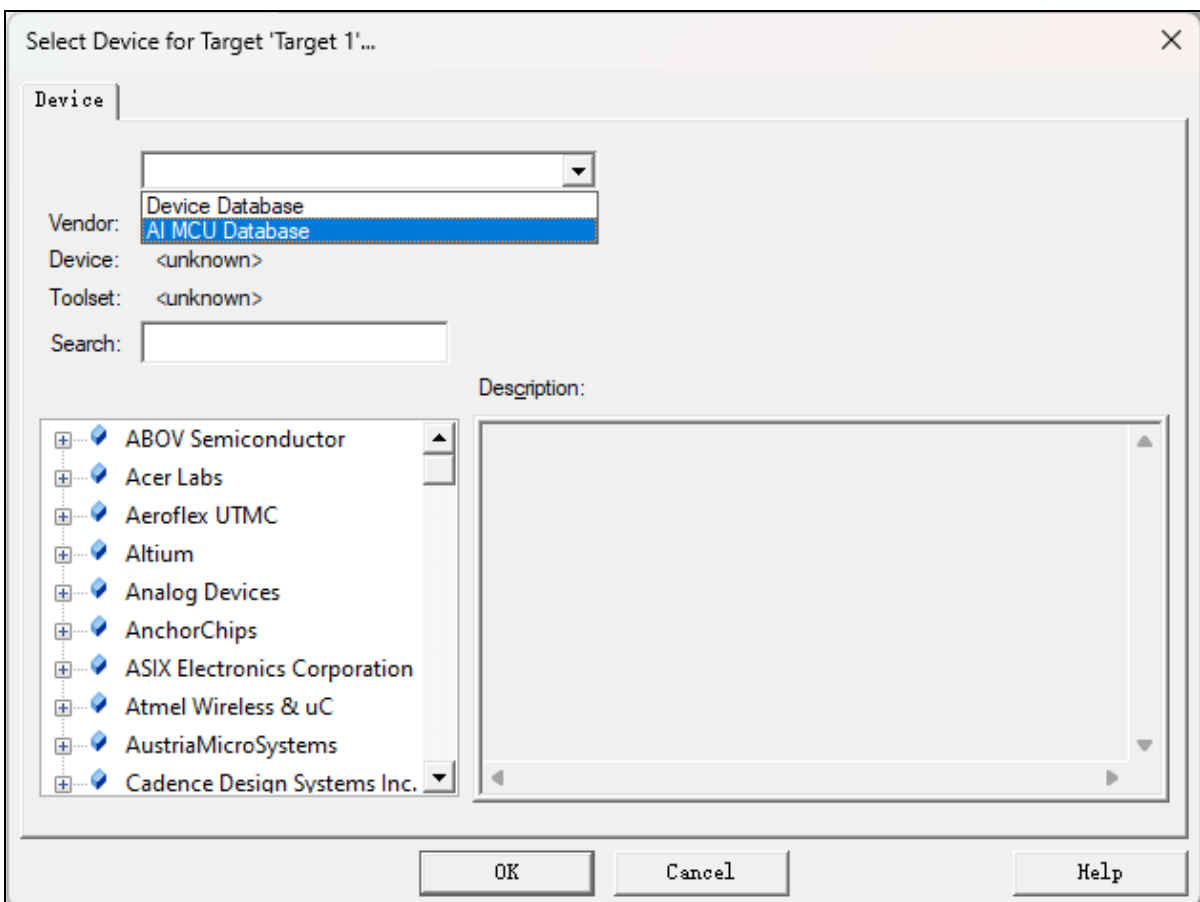 Select Device for Target 'Target 1'...
Device
Device Database
Vendor:
AI MCU Database
Device: <unknown>
Toolset: <unknown>
Search:
Description:
ABOV Semiconductor
Acer Labs
Aeroflex UTMC
Altium
Analog Devices
AnchorChips
ASIX Electronics Corporation
Atmel Wireless & uC
AustriaMicroSystems
Cadence Design Systems Inc.
OK
Cancel
Help